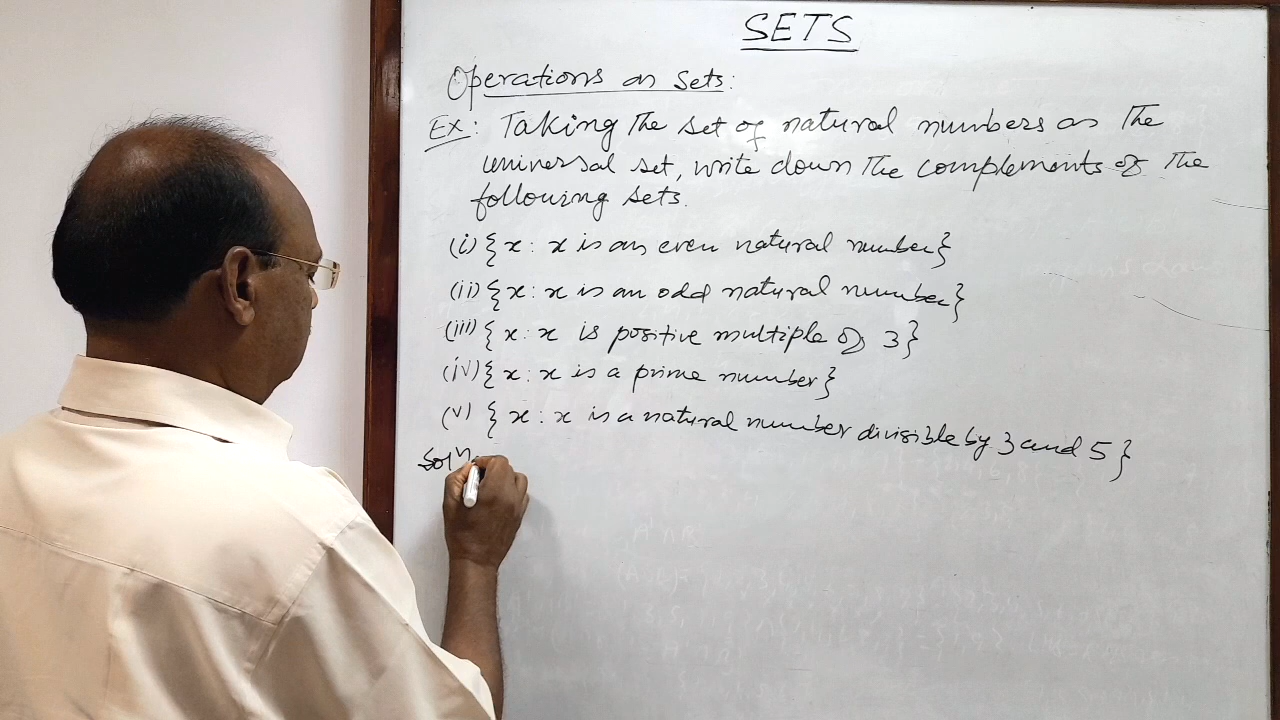 SETS
Operations on Sets:
Ex: Taking the set of natural numbers as the
universal set, write down the complements of the
following sets.
(i) {x: x is an even natural number}
(ii) {x: x is an odd natural number}
(iii) {x: x is positive multiple of 3}
(iv) {x: x is a prime number}
(v) {x: x is a natural number divisible by 3 and 5}
Soln